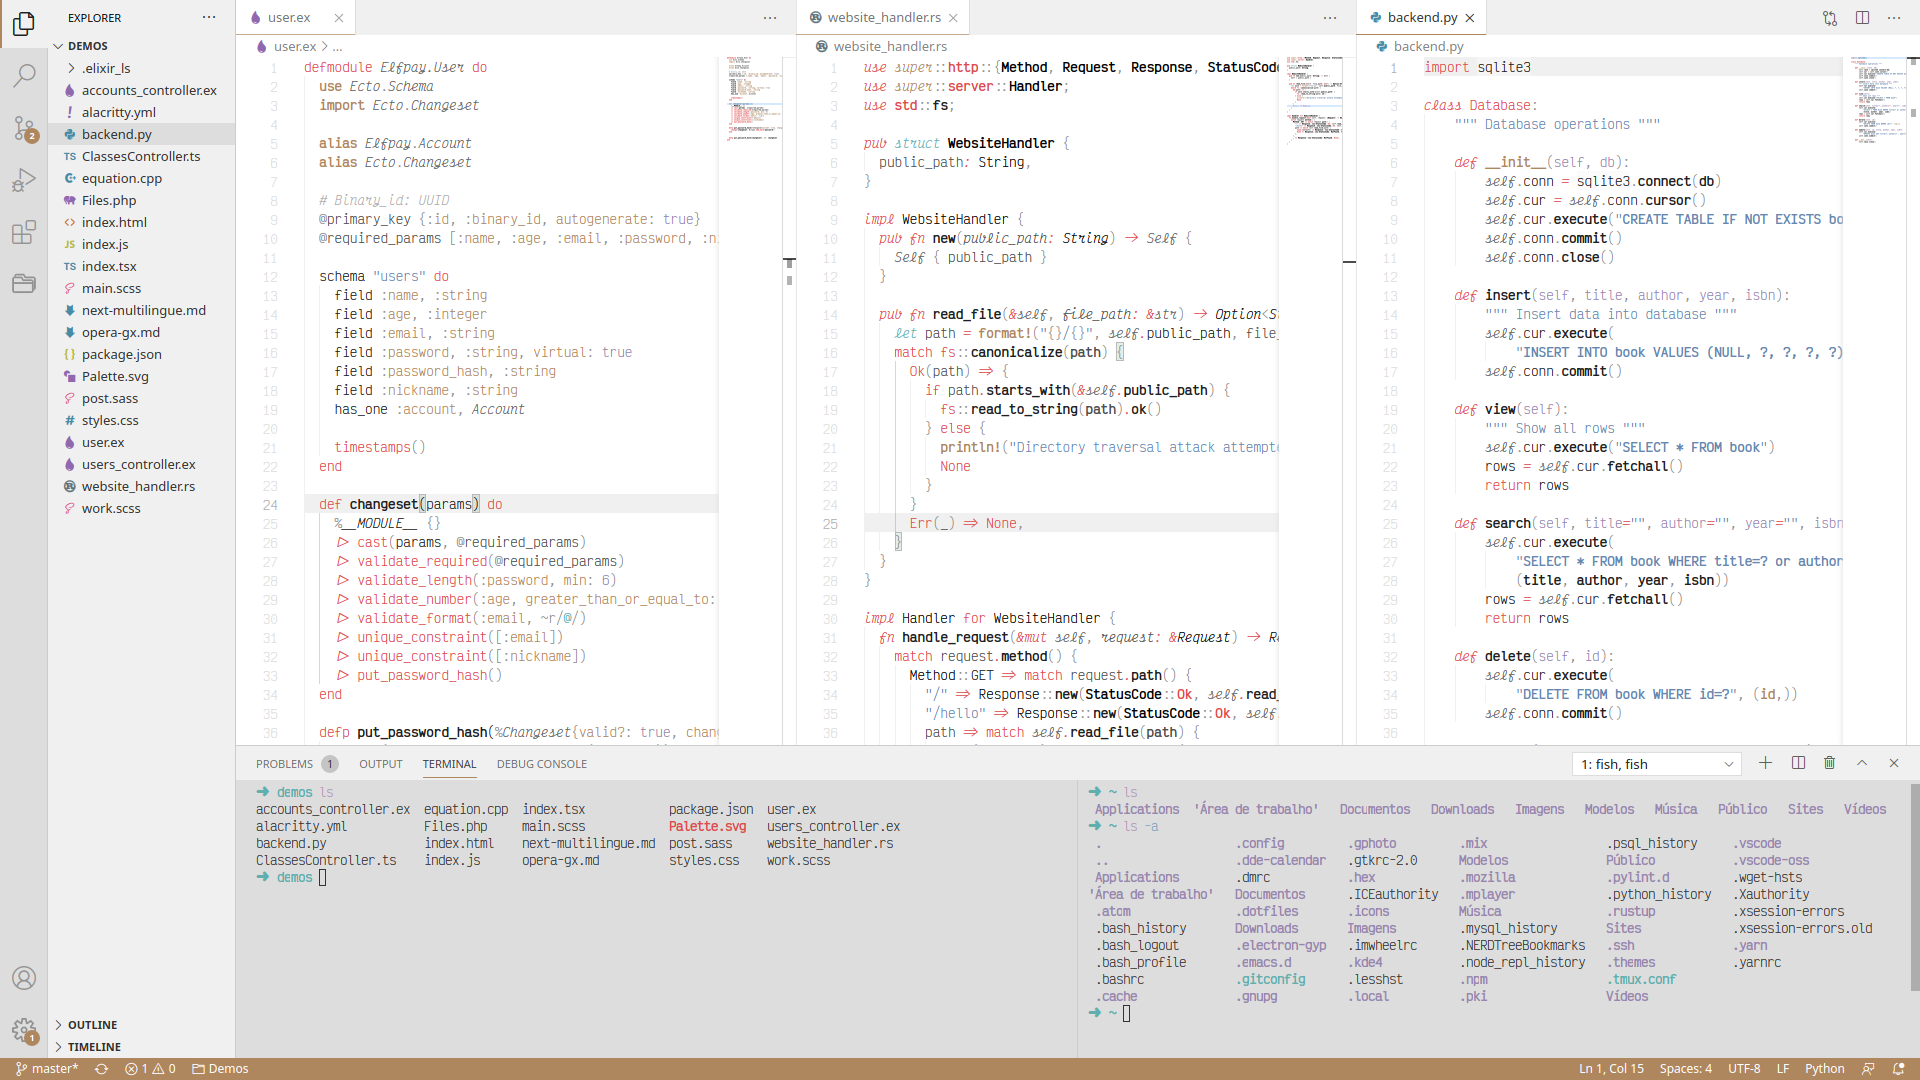 EXPLORER
DEMOS
.elixir_ls
accounts_controller.ex
alacritty.yml
backend.py
ClassesController.ts
equation.cpp
Files.php
index.html
index.js
index.tsx
main.scss
next-multilingue.md
opera-gx.md
package.json
Palette.svg
post.sass
styles.css
user.ex
users_controller.ex
website_handler.rs
work.scss
OUTLINE
TIMELINE
user.ex
user.ex > ...
1 defmodule Elfpay.User do
2 use Ecto.Schema
3 import Ecto.Changeset
4
5 alias Elfpay.Account
6 alias Ecto.Changeset
7
8 # Binary_id: UUID
9 @primary_key {:id, :binary_id, autogenerate: true}
10 @required_params [:name, :age, :email, :password, :ni
11
12 schema "users" do
13 field :name, :string
14 field :age, :integer
15 field :email, :string
16 field :password, :string, virtual: true
17 field :password_hash, :string
18 field :nickname, :string
19 has_one :account, Account
20
21 timestamps()
22 end
23
24 def changeset(params) do
25 %__MODULE__ {}
26 |> cast(params, @required_params)
27 |> validate_required(@required_params)
28 |> validate_length(:password, min: 6)
29 |> validate_number(:age, greater_than_or_equal_to:
30 |> validate_format(:email, ~r/@/)
31 |> unique_constraint([:email])
32 |> unique_constraint([:nickname])
33 |> put_password_hash()
34 end
35
36 defp put_password_hash(%Changeset{valid?: true, chan
website_handler.rs
website_handler.rs
1 use super::http::{Method, Request, Response, StatusCode
2 use super::server::Handler;
3 use std::fs;
4
5 pub struct WebsiteHandler {
6 public_path: String,
7 }
8
9 impl WebsiteHandler {
10 pub fn new(public_path: String) -> Self {
11 Self { public_path }
12 }
13
14 pub fn read_file(&self, file_path: &str) -> Option<St
15 let path = format!("{}/{}", self.public_path, file_
16 match fs::canonicalize(path) {
17 Ok(path) => {
18 if path.starts_with(&self.public_path) {
19 fs::read_to_string(path).ok()
20 } else {
21 println!("Directory traversal attack attempte
22 None
23 }
24 }
25 Err(_) => None,
26 }
27 }
28 }
29
30 impl Handler for WebsiteHandler {
31 fn handle_request(&mut self, request: &Request) -> Re
32 match request.method() {
33 Method::GET => match request.path() {
34 "/" => Response::new(StatusCode::Ok, self.read_
35 "/hello" => Response::new(StatusCode::Ok, self
36 path => match self.read_file(path) {
backend.py
backend.py
1 import sqlite3
2
3 class Database:
4 """ Database operations """
5
6 def __init__(self, db):
7 self.conn = sqlite3.connect(db)
8 self.cur = self.conn.cursor()
9 self.cur.execute("CREATE TABLE IF NOT EXISTS bo
10 self.conn.commit()
11 self.conn.close()
12
13 def insert(self, title, author, year, isbn):
14 """ Insert data into database """
15 self.cur.execute(
16 "INSERT INTO book VALUES (NULL, ?, ?, ?, ?)
17 self.conn.commit()
18
19 def view(self):
20 """ Show all rows """
21 self.cur.execute("SELECT * FROM book")
22 rows = self.cur.fetchall()
23 return rows
24
25 def search(self, title="", author="", year="", isbn
26 self.cur.execute(
27 "SELECT * FROM book WHERE title=? or author
28 (title, author, year, isbn))
29 rows = self.cur.fetchall()
30 return rows
31
32 def delete(self, id):
33 self.cur.execute(
34 "DELETE FROM book WHERE id=?", (id,))
35 self.conn.commit()
36
PROBLEMS 1 OUTPUT TERMINAL DEBUG CONSOLE 1: fish, fish
➜ demos ls
accounts_controller.ex equation.cpp index.tsx package.json user.ex
alacritty.yml Files.php main.scss Palette.svg users_controller.ex
backend.py index.html next-multilingue.md post.sass website_handler.rs
ClassesController.ts index.js opera-gx.md styles.css work.scss
➜ demos
➜ ~ ls
Applications 'Área de trabalho' Documentos Downloads Imagens Modelos Música Público Sites Vídeos
➜ ~ ls -a
. .config .gphoto .mix .psql_history .vscode
.. .dde-calendar .gtkrc-2.0 Modelos Público .vscode-oss
Applications .dmrc .hex .mozilla .pylint.d .wget-hsts
'Área de trabalho' Documentos .ICEauthority .mplayer .python_history .Xauthority
.atom .dotfiles .icons Música .rustup .xsession-errors
.bash_history Downloads Imagens .mysql_history Sites .xsession-errors.old
.bash_logout .electron-gyp .imwheelrc .NERDTreeBookmarks .ssh .yarn
.bash_profile .emacs.d .kde4 .node_repl_history .themes .yarnrc
.bashrc .gitconfig .lesshst .npm .tmux.conf
.cache .gnupg .local .pki Vídeos
➜ ~
2
1
master* 1 0 Demos Ln 1, Col 15 Spaces: 4 UTF-8 LF Python